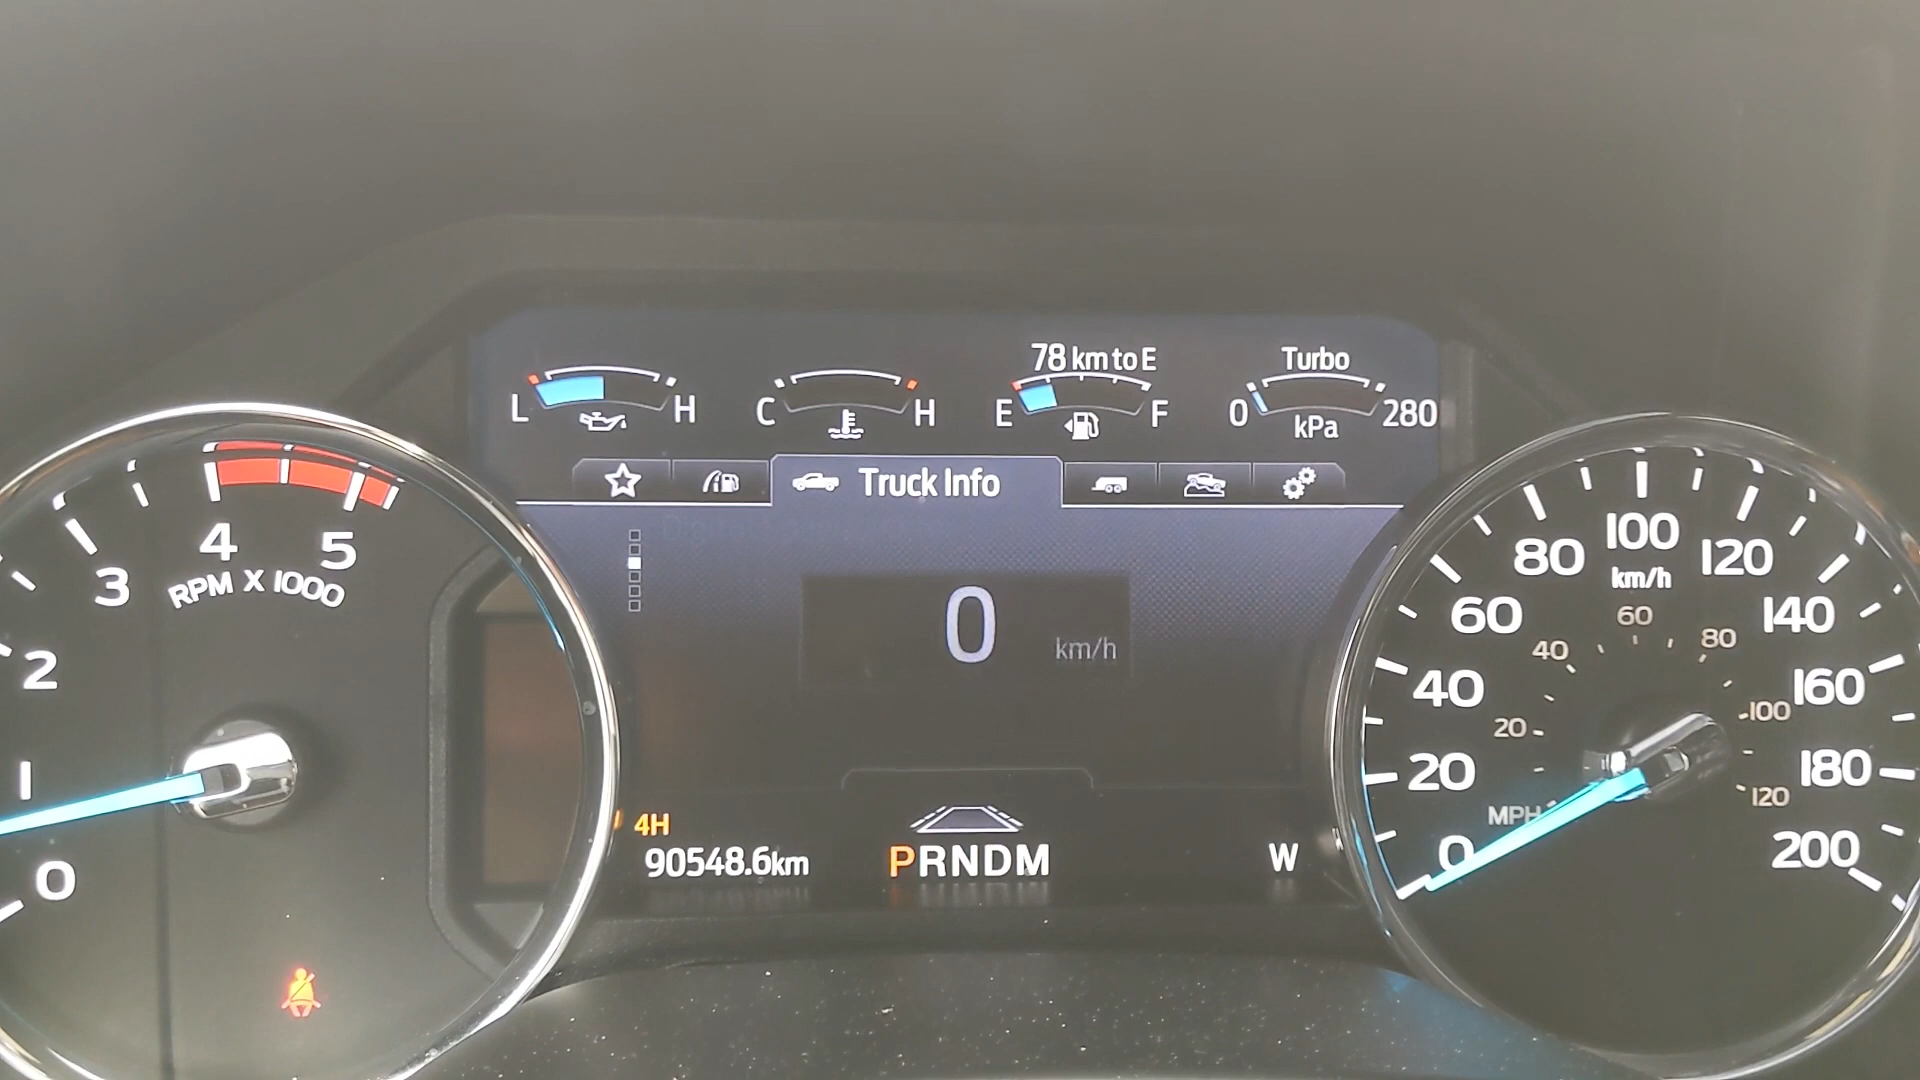 78 km to E
Turbo
L H
C H
E F
0 280
kPa
Truck Info
0 km/h
4H
90548.6km
PRNDM
W
0 1 2 3 4 5
RPM X 1000
0 20 40 60 80 100 120 140 160 180 200
km/h
20 40 60 80 100 120
MPH